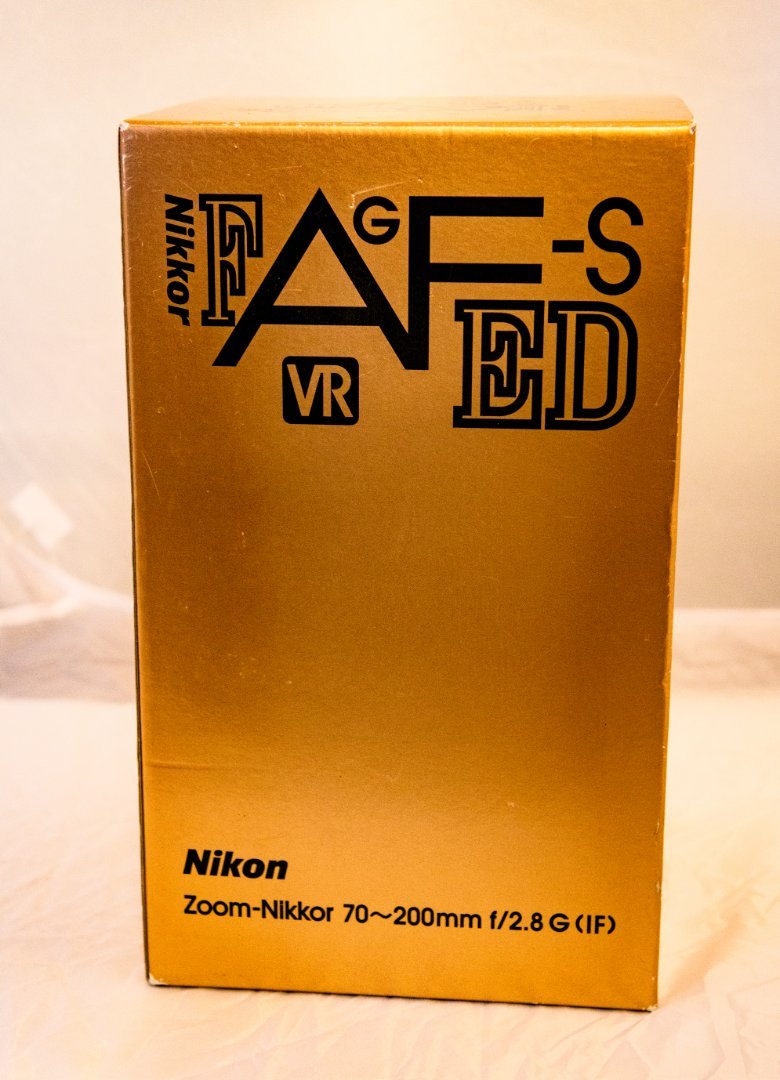 Nikkor
F AF-S
G
ED
VR
Nikon
Zoom-Nikkor 70~200mm f/2.8 G (IF)